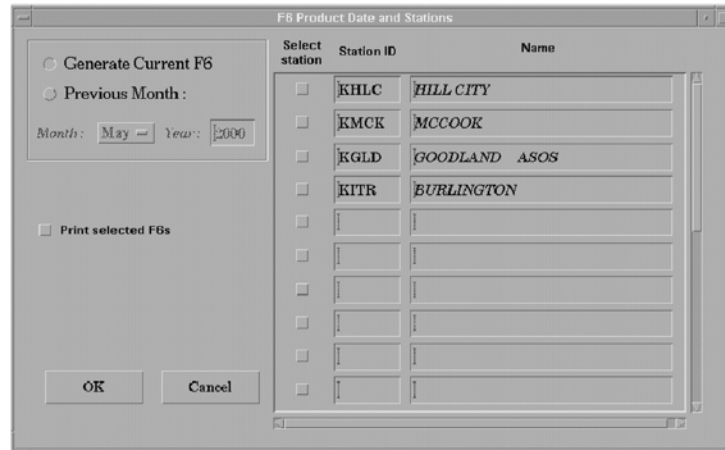 F6 Product Date and Stations
Generate Current F6
Previous Month :
Month : May Year : 2000
Print selected F6s
OK Cancel
Select station Station ID Name
KHLC HILL CITY
KMCK MCCOOK
KGLD GOODLAND ASOS
KITR BURLINGTON